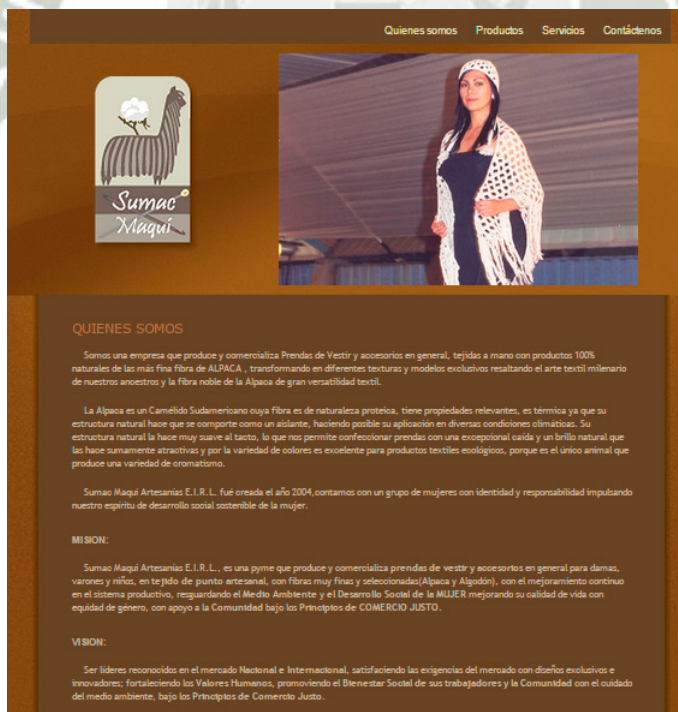 Quienes somos Productos Servicios Contáctenos
Sumac
Maqui
QUIENES SOMOS
Somos una empresa que produce y comercializa Prendas de Vestir y accesorios en general, tejidas a mano con productos 100%
naturales de las más fina fibra de ALPACA , transformando en diferentes texturas y modelos exclusivos resaltando el arte textil milenario
de nuestros ancestros y la fibra noble de la Alpaca de gran versatilidad textil.
La Alpaca es un Camélido Sudamericano cuya fibra es de naturaleza proteica, tiene propiedades relevantes, es térmica ya que su
estructura natural hace que se comporte como un aislante, haciendo posible su aplicación en diversas condiciones climáticas. Su
estructura natural la hace muy suave al tacto, lo que nos permite confeccionar prendas con una excepcional caída y un brillo natural que
las hace sumamente atractivas y por la variedad de colores es excelente para productos textiles ecológicos, porque es el único animal que
produce una variedad de cromatismo.
Sumac Maqui Artesanías E.I.R.L. fué creada el año 2004,contamos con un grupo de mujeres con identidad y responsabilidad impulsando
nuestro espíritu de desarrollo social sostenible de la mujer.
MISION:
Sumac Maqui Artesanías E.I.R.L., es una pyme que produce y comercializa prendas de vestir y accesorios en general para damas,
varones y niños, en tejido de punto artesanal, con fibras muy finas y seleccionadas(Alpaca y Algodón), con el mejoramiento continuo
en el sistema productivo, resguardando el Medio Ambiente y el Desarrollo Social de la MUJER mejorando su calidad de vida con
equidad de género, con apoyo a la Comunidad bajo los Principios de COMERCIO JUSTO.
VISION:
Ser líderes reconocidos en el mercado Nacional e Internacional, satisfaciendo las exigencias del mercado con diseños exclusivos e
innovadores; fortaleciendo los Valores Humanos, promoviendo el Bienestar Social de sus trabajadores y la Comunidad con el cuidado
del medio ambiente, bajo los Principios de Comercio Justo.